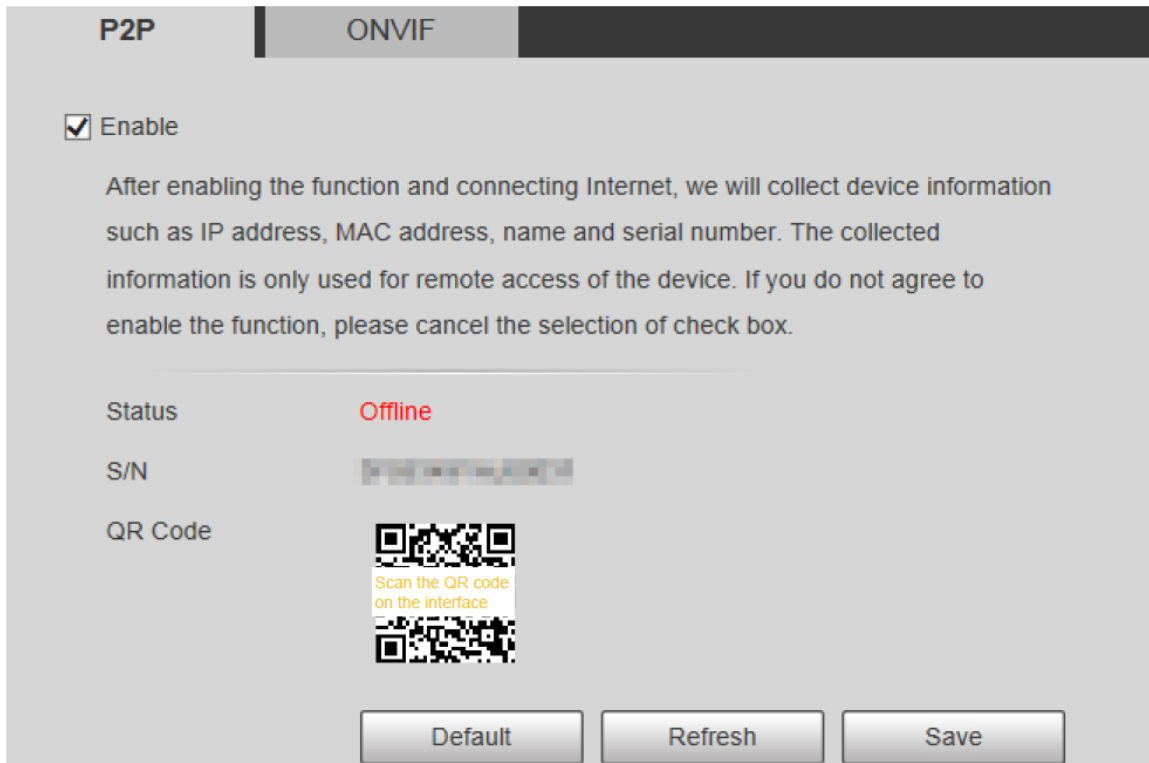 P2P ONVIF
Enable
After enabling the function and connecting Internet, we will collect device information
such as IP address, MAC address, name and serial number. The collected
information is only used for remote access of the device. If you do not agree to
enable the function, please cancel the selection of check box.
Status Offline
S/N
QR Code
Scan the QR code
on the interface
Default Refresh Save